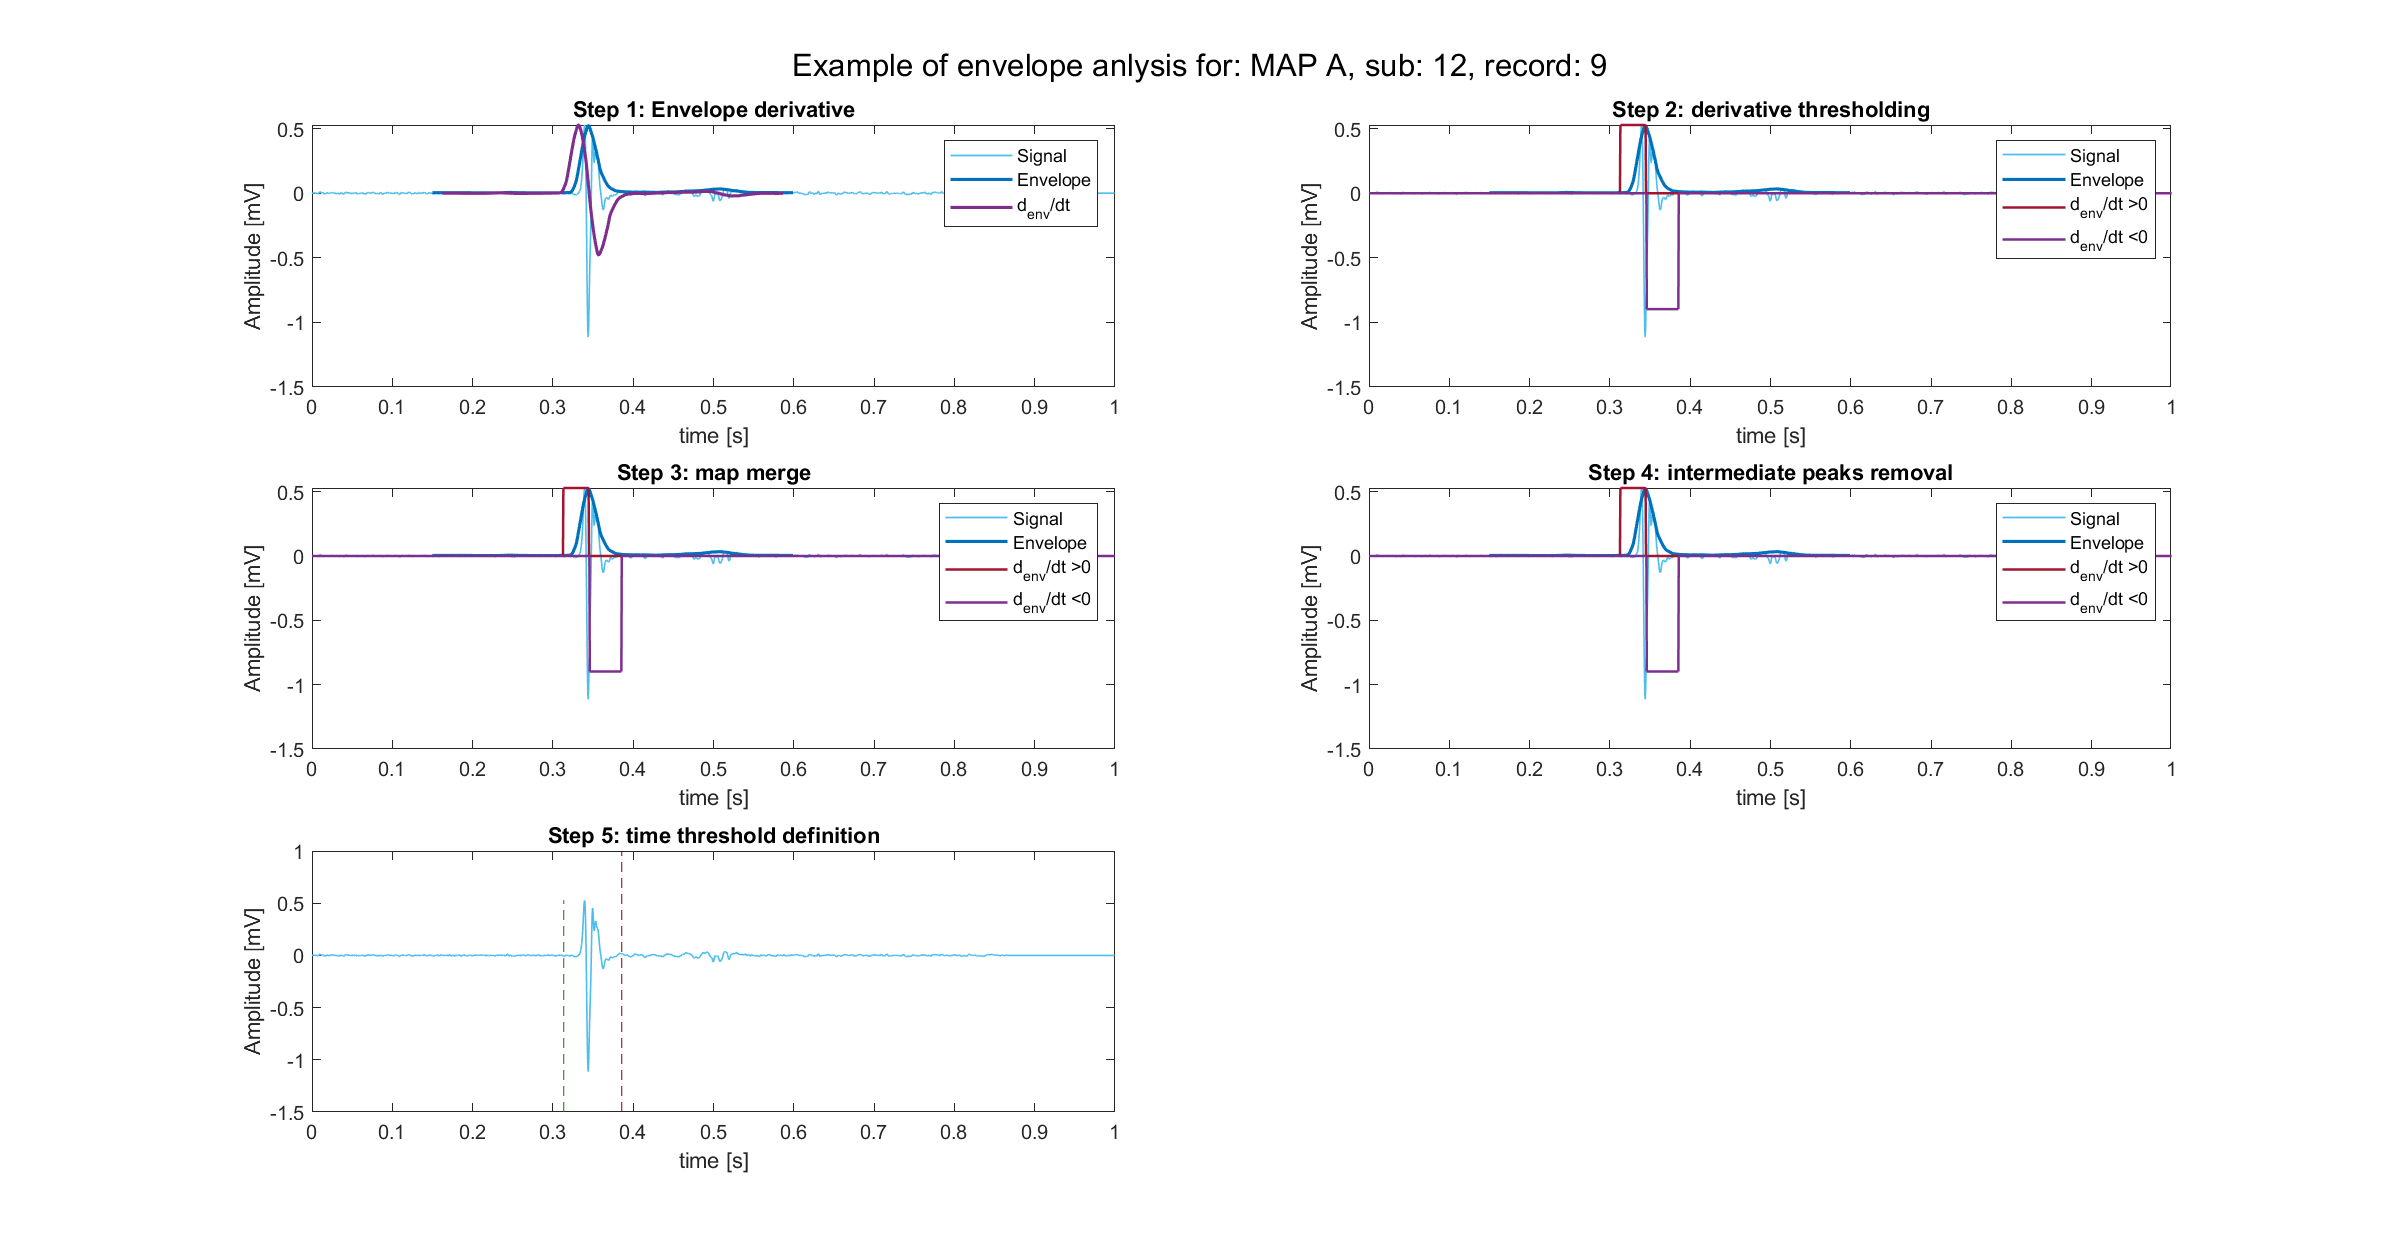 Example of envelope anlysis for: MAP A, sub: 12, record: 9
Step 1: Envelope derivative
0.5
0
-0.5
-1
-1.5
Amplitude [mV]
Signal
Envelope
d_env/dt
0 0.1 0.2 0.3 0.4 0.5 0.6 0.7 0.8 0.9 1
time [s]
Step 2: derivative thresholding
0.5
0
-0.5
-1
-1.5
Amplitude [mV]
Signal
Envelope
d_env/dt >0
d_env/dt <0
0 0.1 0.2 0.3 0.4 0.5 0.6 0.7 0.8 0.9 1
time [s]
Step 3: map merge
0.5
0
-0.5
-1
-1.5
Amplitude [mV]
Signal
Envelope
d_env/dt >0
d_env/dt <0
0 0.1 0.2 0.3 0.4 0.5 0.6 0.7 0.8 0.9 1
time [s]
Step 4: intermediate peaks removal
0.5
0
-0.5
-1
-1.5
Amplitude [mV]
Signal
Envelope
d_env/dt >0
d_env/dt <0
0 0.1 0.2 0.3 0.4 0.5 0.6 0.7 0.8 0.9 1
time [s]
Step 5: time threshold definition
1
0.5
0
-0.5
-1
-1.5
Amplitude [mV]
0 0.1 0.2 0.3 0.4 0.5 0.6 0.7 0.8 0.9 1
time [s]